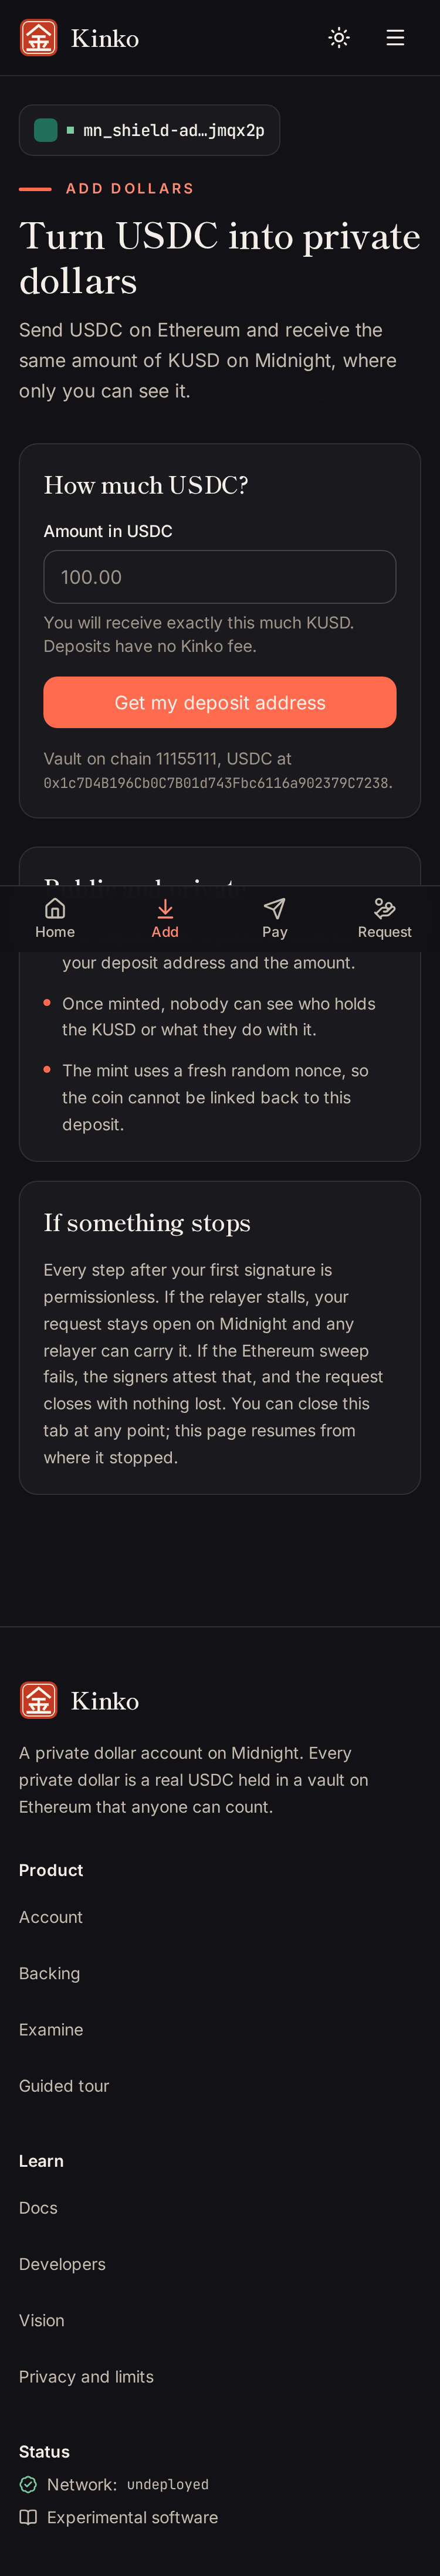 金 Kinko
mn_shield-ad…jmqx2p
ADD DOLLARS
Turn USDC into private
dollars
Send USDC on Ethereum and receive the
same amount of KUSD on Midnight, where
only you can see it.
How much USDC?
Amount in USDC
100.00
You will receive exactly this much KUSD.
Deposits have no Kinko fee.
Get my deposit address
Vault on chain 11155111, USDC at
0x1c7D4B196Cb0C7B01d743Fbc6116a902379C7238.
Home
Add
Pay
Request
your deposit address and the amount.
Once minted, nobody can see who holds
the KUSD or what they do with it.
The mint uses a fresh random nonce, so
the coin cannot be linked back to this
deposit.
If something stops
Every step after your first signature is
permissionless. If the relayer stalls, your
request stays open on Midnight and any
relayer can carry it. If the Ethereum sweep
fails, the signers attest that, and the request
closes with nothing lost. You can close this
tab at any point; this page resumes from
where it stopped.
金 Kinko
A private dollar account on Midnight. Every
private dollar is a real USDC held in a vault on
Ethereum that anyone can count.
Product
Account
Backing
Examine
Guided tour
Learn
Docs
Developers
Vision
Privacy and limits
Status
Network: undeployed
Experimental software